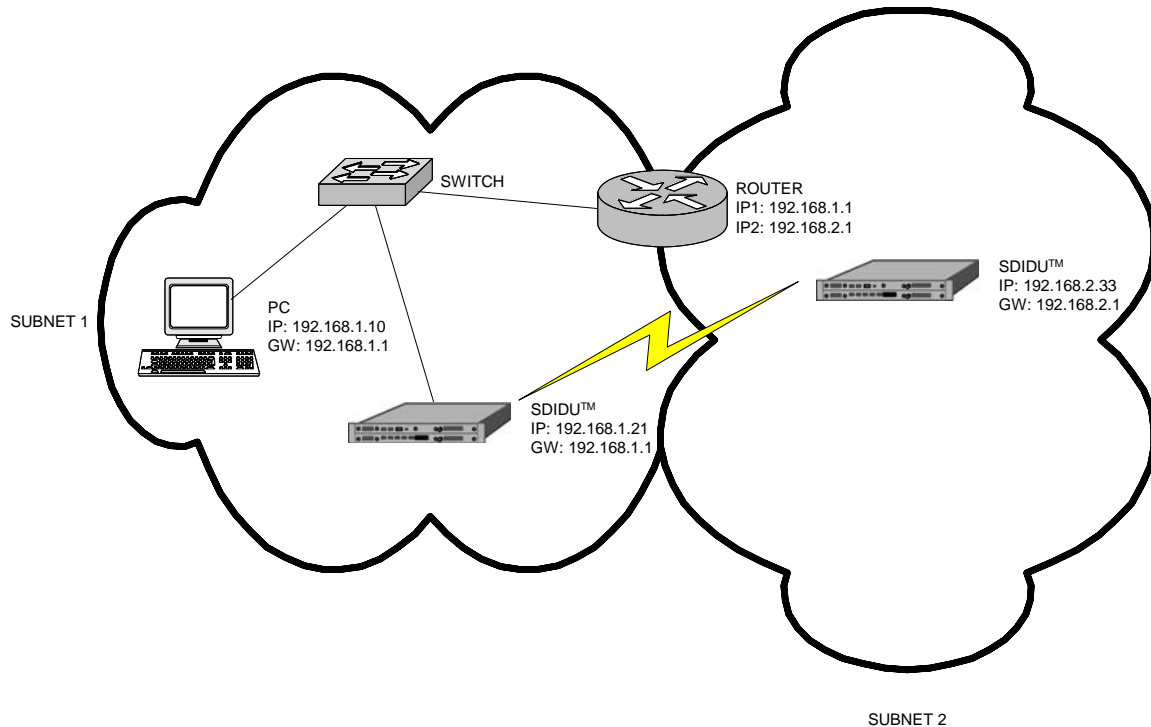 SWITCH
ROUTER
IP1: 192.168.1.1
IP2: 192.168.2.1
SDIDU™
IP: 192.168.2.33
GW: 192.168.2.1
SUBNET 1
PC
IP: 192.168.1.10
GW: 192.168.1.1
SDIDU™
IP: 192.168.1.21
GW: 192.168.1.1
SUBNET 2